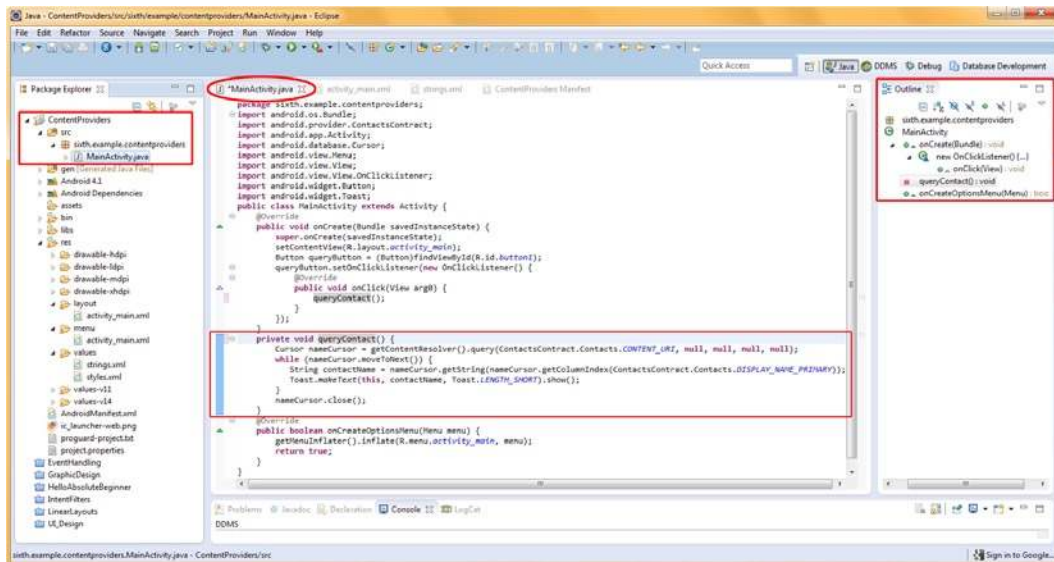 Java - ContentProviders/src/sixth/example/contentproviders/MainActivity.java - Eclipse
File Edit Refactor Source Navigate Search Project Run Window Help
Quick Access
Java
DDMS
Debug
Database Development
Package Explorer
ContentProviders
src
sixth.example.contentproviders
MainActivity.java
gen [Generated Java Files]
Android 4.1
Android Dependencies
assets
bin
libs
res
drawable-hdpi
drawable-ldpi
drawable-mdpi
drawable-xhdpi
layout
activity_main.xml
menu
activity_main.xml
values
strings.xml
styles.xml
values-v11
values-v14
AndroidManifest.xml
ic_launcher-web.png
proguard-project.txt
project.properties
EventHandling
GraphicDesign
HelloAbsoluteBeginner
IntentFilters
LinearLayouts
UI_Design
*MainActivity.java
activity_main.xml
strings.xml
ContentProviders Manifest
package sixth.example.contentproviders;
import android.os.Bundle;
import android.provider.ContactsContract;
import android.app.Activity;
import android.database.Cursor;
import android.view.Menu;
import android.view.View;
import android.view.View.OnClickListener;
import android.widget.Button;
import android.widget.Toast;
public class MainActivity extends Activity {
@Override
public void onCreate(Bundle savedInstanceState) {
super.onCreate(savedInstanceState);
setContentView(R.layout.activity_main);
Button queryButton = (Button)findViewById(R.id.button1);
queryButton.setOnClickListener(new OnClickListener() {
@Override
public void onClick(View arg0) {
queryContact();
}
});
}
private void queryContact() {
Cursor nameCursor = getContentResolver().query(ContactsContract.Contacts.CONTENT_URI, null, null, null, null);
while (nameCursor.moveToNext()) {
String contactName = nameCursor.getString(nameCursor.getColumnIndex(ContactsContract.Contacts.DISPLAY_NAME_PRIMARY));
Toast.makeText(this, contactName, Toast.LENGTH_SHORT).show();
}
nameCursor.close();
}
@Override
public boolean onCreateOptionsMenu(Menu menu) {
getMenuInflater().inflate(R.menu.activity_main, menu);
return true;
}
}
Outline
sixth.example.contentproviders
MainActivity
onCreate(Bundle) : void
new OnClickListener() {...}
onClick(View) : void
queryContact() : void
onCreateOptionsMenu(Menu) : boo
Problems
Javadoc
Declaration
Console
LogCat
DDMS
sixth.example.contentproviders.MainActivity.java - ContentProviders/src
Sign in to Google...